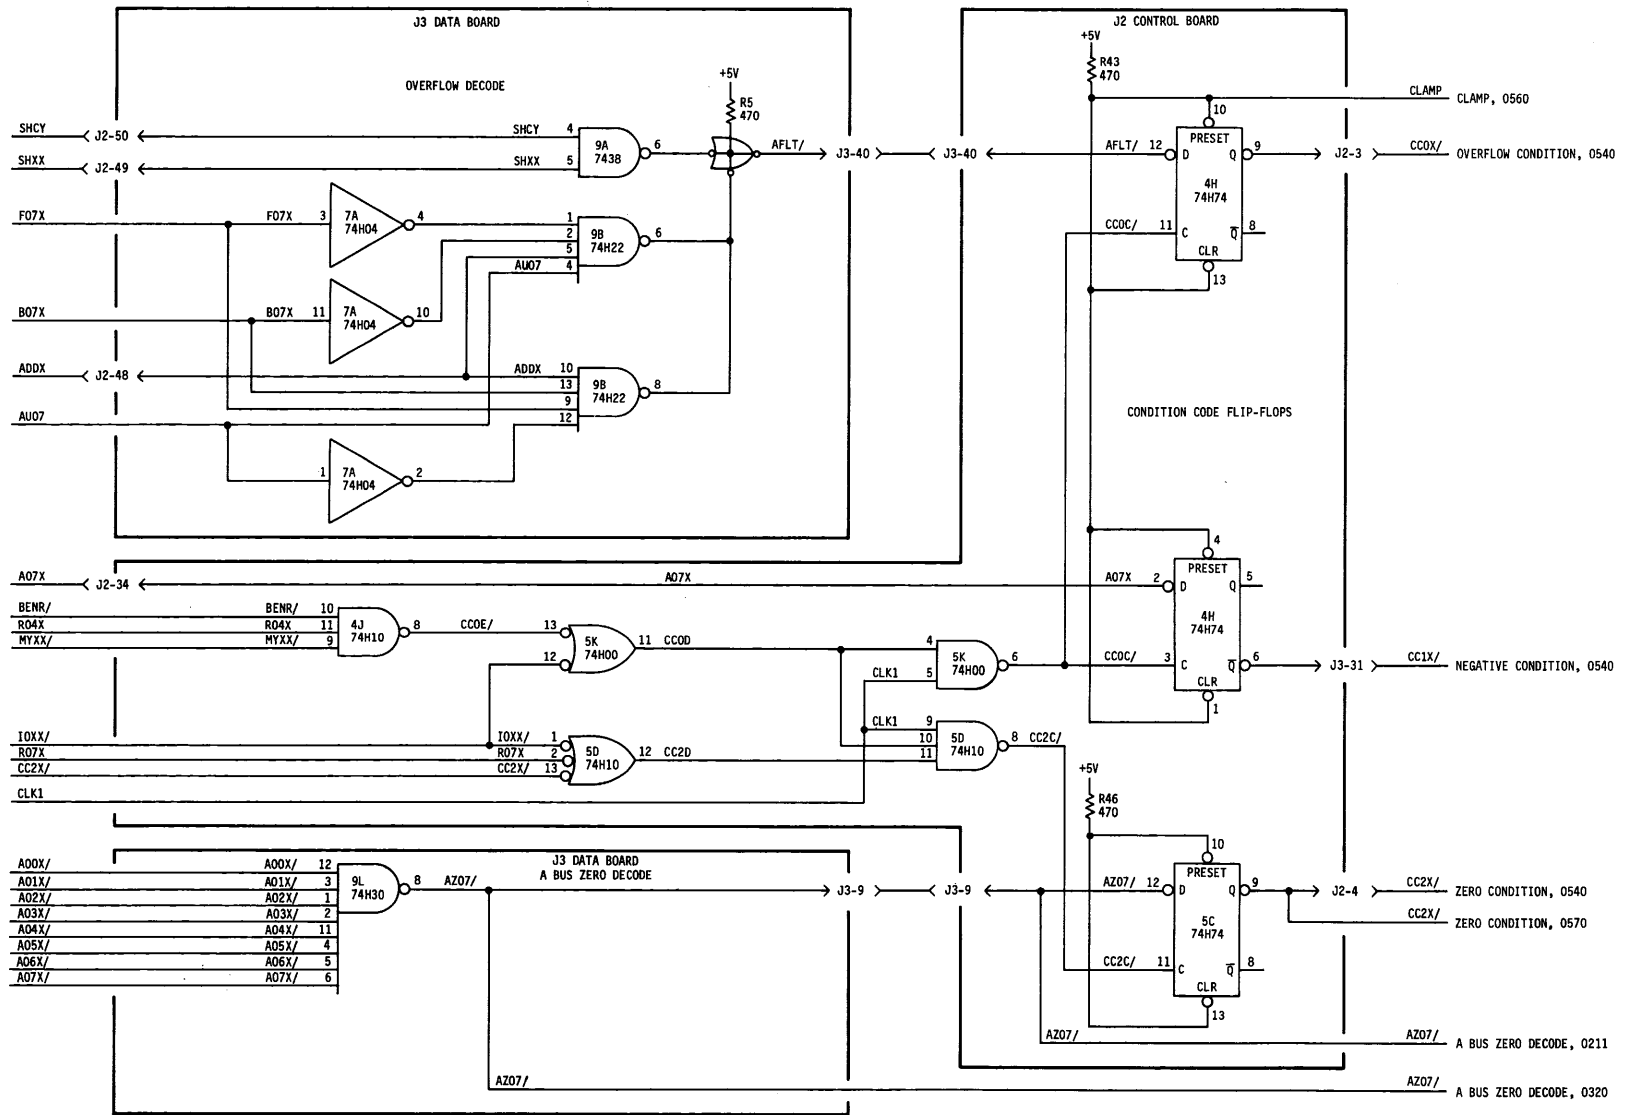 J3 DATA BOARD
J2 CONTROL BOARD
OVERFLOW DECODE
+5V
R5
470
+5V
R43
470
CLAMP CLAMP, 0560
SHCY J2-50 SHCY 4
SHXX J2-49 SHXX 5
9A
7438
6
AFLT/ J3-40 J3-40 AFLT/ 12
10
PRESET
D Q 9
4H
74H74
CC0C/ 11 C Q 8
CLR
13
J2-3 CC0X/ OVERFLOW CONDITION, 0540
F07X F07X 3 7A
74H04
4
1
2
5
AU07 4
9B
74H22
6
B07X B07X 11 7A
74H04
10
ADDX J2-48 ADDX 10
13
9
12
9B
74H22
8
AU07
1 7A
74H04
2
CONDITION CODE FLIP-FLOPS
A07X J2-34 A07X A07X 2
4
PRESET
D Q 5
4H
74H74
CC0C/ 3 C Q 6
CLR
1
J3-31 CC1X/ NEGATIVE CONDITION, 0540
BENR/ BENR/ 10
R04X R04X 11
MYXX/ MYXX/ 9
4J
74H10
8 CCOE/ 13
12
5K
74H00
11 CCOD
4
CLK1 5
5K
74H00
6
IOXX/ IOXX/ 1
R07X R07X 2
CC2X/ CC2X/ 13
5D
74H10
12 CC2D
CLK1 9
10
11
5D
74H10
8 CC2C/
CLK1
+5V
R46
470
J3 DATA BOARD
A BUS ZERO DECODE
A00X/ A00X/ 12
A01X/ A01X/ 3
A02X/ A02X/ 1
A03X/ A03X/ 2
A04X/ A04X/ 11
A05X/ A05X/ 4
A06X/ A06X/ 5
A07X/ A07X/ 6
9L
74H30
8 AZ07/ J3-9 J3-9 AZ07/ 12
10
PRESET
D Q 9
5C
74H74
CC2C/ 11 C Q 8
CLR
13
J2-4 CC2X/ ZERO CONDITION, 0540
CC2X/ ZERO CONDITION, 0570
AZ07/ AZ07/ A BUS ZERO DECODE, 0211
AZ07/ AZ07/ A BUS ZERO DECODE, 0320